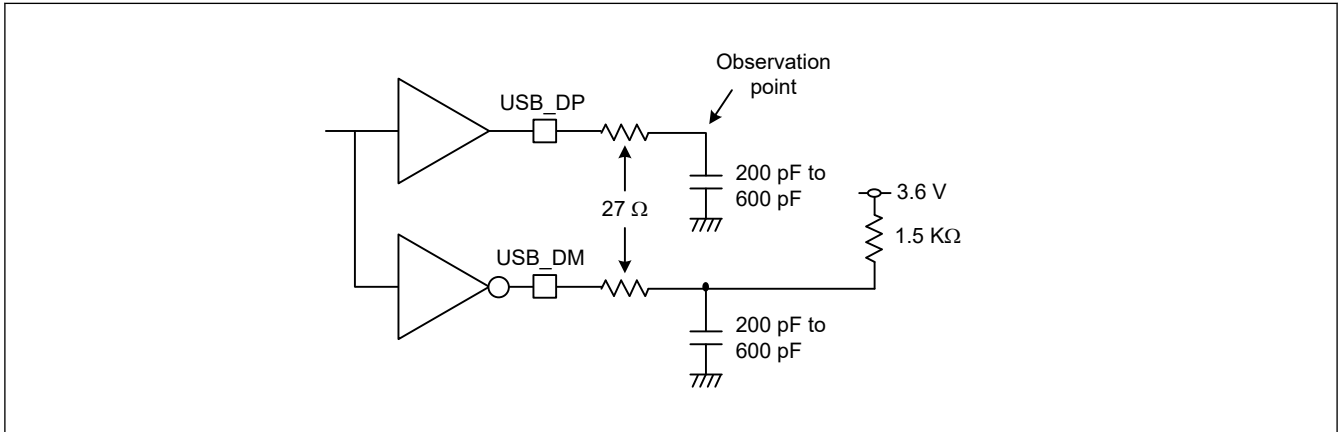 Observation
point
USB_DP
200 pF to
600 pF
3.6 V
27 Ω
1.5 KΩ
USB_DM
200 pF to
600 pF